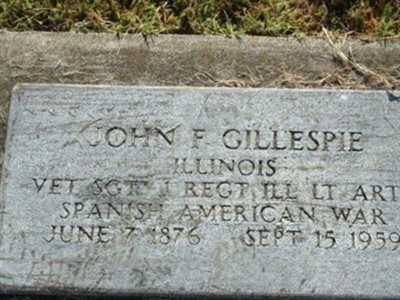 JOHN F GILLESPIE
ILLINOIS
VET SGT 1 REGT ILL LT ART
SPANISH AMERICAN WAR
JUNE 7 1876 SEPT 15 1959